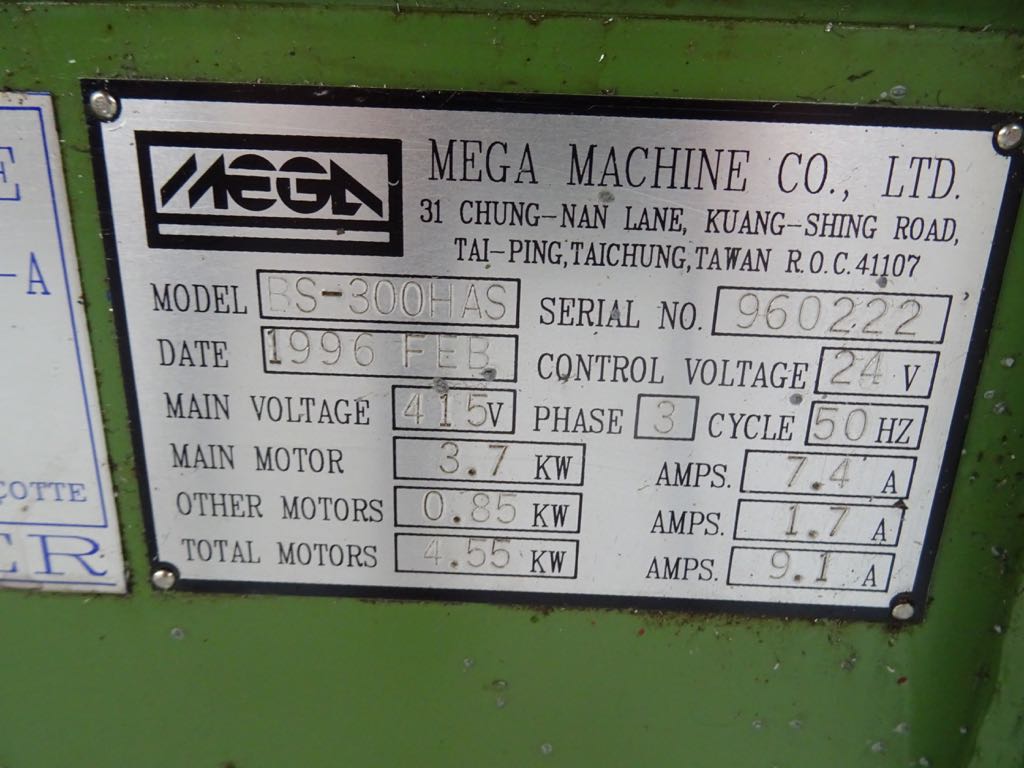 MEGA
MEGA MACHINE CO., LTD.
31 CHUNG-NAN LANE, KUANG-SHING ROAD,
TAI-PING, TAICHUNG, TAWAN R.O.C. 41107
MODEL BS-300HAS SERIAL NO. 960222
DATE 1996 FEB CONTROL VOLTAGE 24 V
MAIN VOLTAGE 415V PHASE 3 CYCLE 50 HZ
MAIN MOTOR 3.7 KW AMPS. 7.4 A
OTHER MOTORS 0.85 KW AMPS. 1.7 A
TOTAL MOTORS 4.55 KW AMPS. 9.1 A
E
-A
ÇOTTE
ER